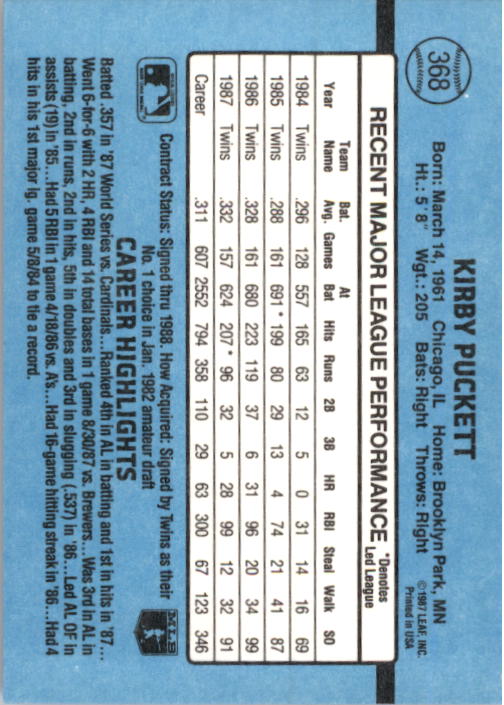 368
KIRBY PUCKETT
Born: March 14, 1961 Chicago, IL Home: Brooklyn Park, MN
Ht.: 5' 8" Wgt.: 205 Bats: Right Throws: Right
©1987 LEAF, INC.
Printed in USA
RECENT MAJOR LEAGUE PERFORMANCE *Denotes Led League
Year Team Name Bat. Avg. Games At Bat Hits Runs 2B 3B HR RBI Steal Walk SO
1984 Twins .296 128 557 165 63 12 5 0 31 14 16 69
1985 Twins .288 161 691* 199 80 29 13 4 74 21 41 87
1986 Twins .328 161 680 223 119 37 6 31 96 20 34 99
1987 Twins .332 157 624 207* 96 32 5 28 99 12 32 91
Career .311 607 2552 794 358 110 29 63 300 67 123 346
Contract Status: Signed thru 1988. How Acquired: Signed by Twins as their
No. 1 choice in Jan. 1982 amateur draft
MLB
CAREER HIGHLIGHTS
Batted .357 in '87 World Series vs. Cardinals...Ranked 4th in AL in batting and 1st in hits in '87...
Went 6-for-6 with 2 HR, 4 RBI and 14 total bases in 1 game 8/30/87 vs. Brewers...Was 3rd in AL in
batting, 2nd in runs, 2nd in hits, 5th in doubles and 3rd in slugging (.537) in '86...Led AL OF in
assists (19) in '85...Had 5 RBI in 1 game 4/18/86 vs. A's...Had 16-game hitting streak in '86...Had 4
hits in his 1st major lg. game 5/8/84 to tie a record.